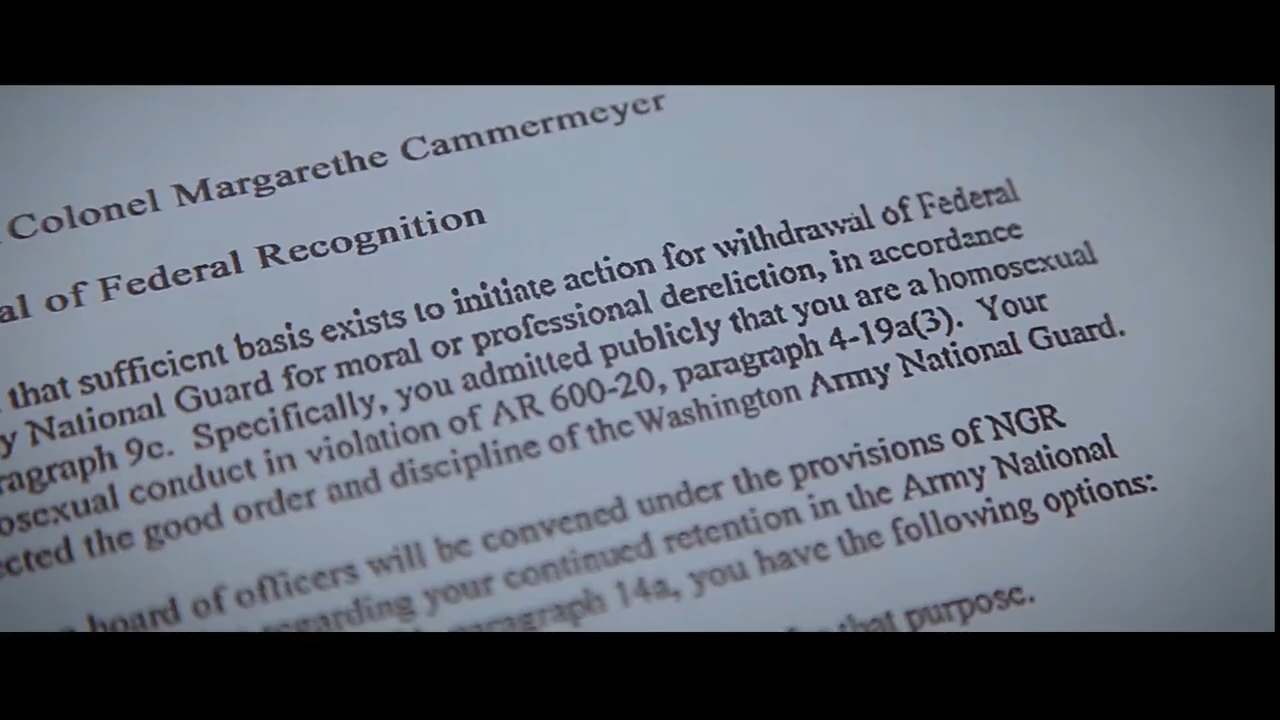 Colonel Margarethe Cammermeyer
al of Federal Recognition
that sufficient basis exists to initiate action for withdrawal of Federal
y National Guard for moral or professional dereliction, in accordance
ragraph 9c. Specifically, you admitted publicly that you are a homosexual
osexual conduct in violation of AR 600-20, paragraph 4-19a(3). Your
ected the good order and discipline of the Washington Army National Guard.
board of officers will be convened under the provisions of NGR
regarding your continued retention in the Army National
paragraph 14a, you have the following options:
that purpose.